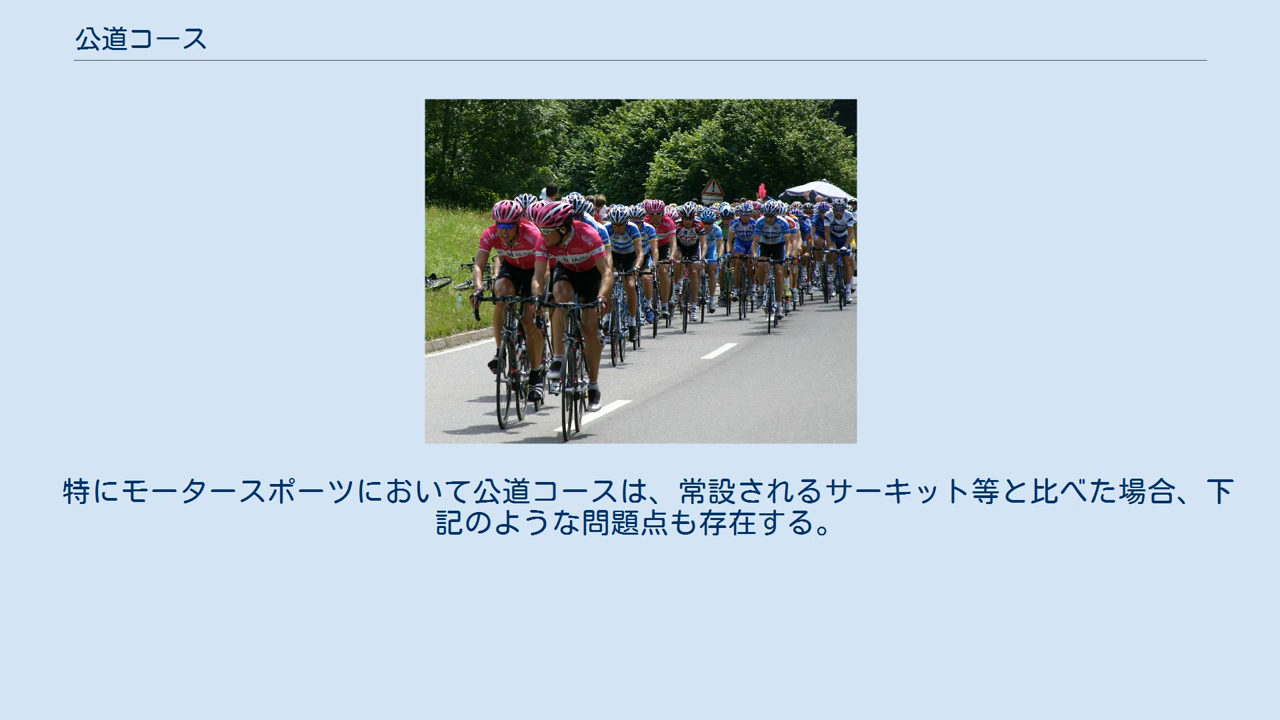 公道コース
特にモータースポーツにおいて公道コースは、常設されるサーキット等と比べた場合、下
記のような問題点も存在する。